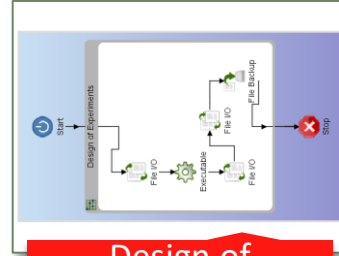 Start
Design of Experiments
File I/O
Executable
File I/O
File I/O
File Backup
Stop
Design of